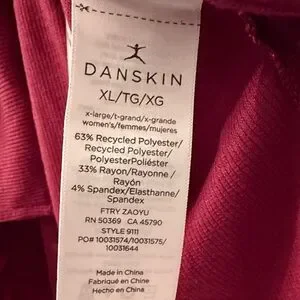 DANSKIN
XL/TG/XG
x-large/t-grand/x-grande
women's/femmes/mujeres
63% Recycled Polyester/
Recycled Polyester/
PolyesterPoliéster
33% Rayon/Rayonne /
Rayón
4% Spandex/Elasthanne/
Spandex
FTRY ZAOYU
RN 50369 CA 45790
STYLE 9111
PO# 10031574/10031575/
10031644
Made in China
Fabriqué en Chine
Hecho en China